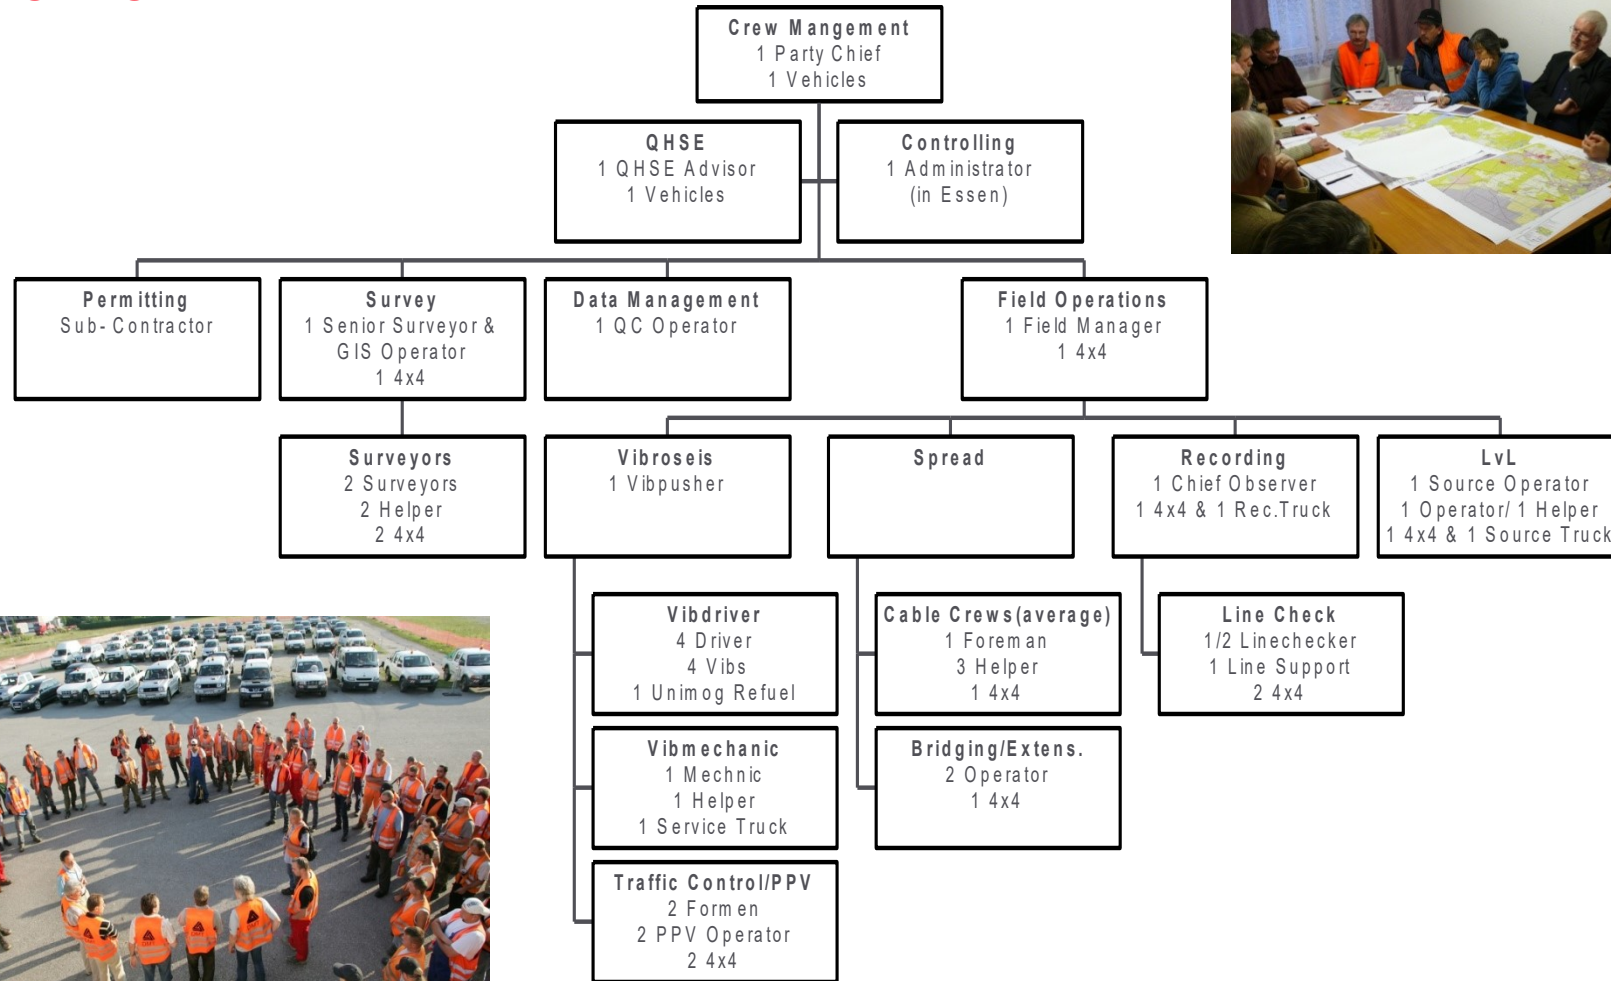 Crew Mangement
1 Party Chief
1 Vehicles
QHSE
1 QHSE Advisor
1 Vehicles
Controlling
1 Administrator
(in Essen)
Permitting
Sub- Contractor
Survey
1 Senior Surveyor &
GIS Operator
1 4x4
Data Management
1 QC Operator
Field Operations
1 Field Manager
1 4x4
Surveyors
2 Surveyors
2 Helper
2 4x4
Vibroseis
1 Vibpusher
Spread
Recording
1 Chief Observer
1 4x4 & 1 Rec.Truck
LvL
1 Source Operator
1 Operator/ 1 Helper
1 4x4 & 1 Source Truck
Vibdriver
4 Driver
4 Vibs
1 Unimog Refuel
Cable Crews(average)
1 Foreman
3 Helper
1 4x4
Line Check
1/2 Linechecker
1 Line Support
2 4x4
Vibmechanic
1 Mechnic
1 Helper
1 Service Truck
Bridging/Extens.
2 Operator
1 4x4
Traffic Control/PPV
2 Formen
2 PPV Operator
2 4x4
DMT
DMT
DMT
DMT